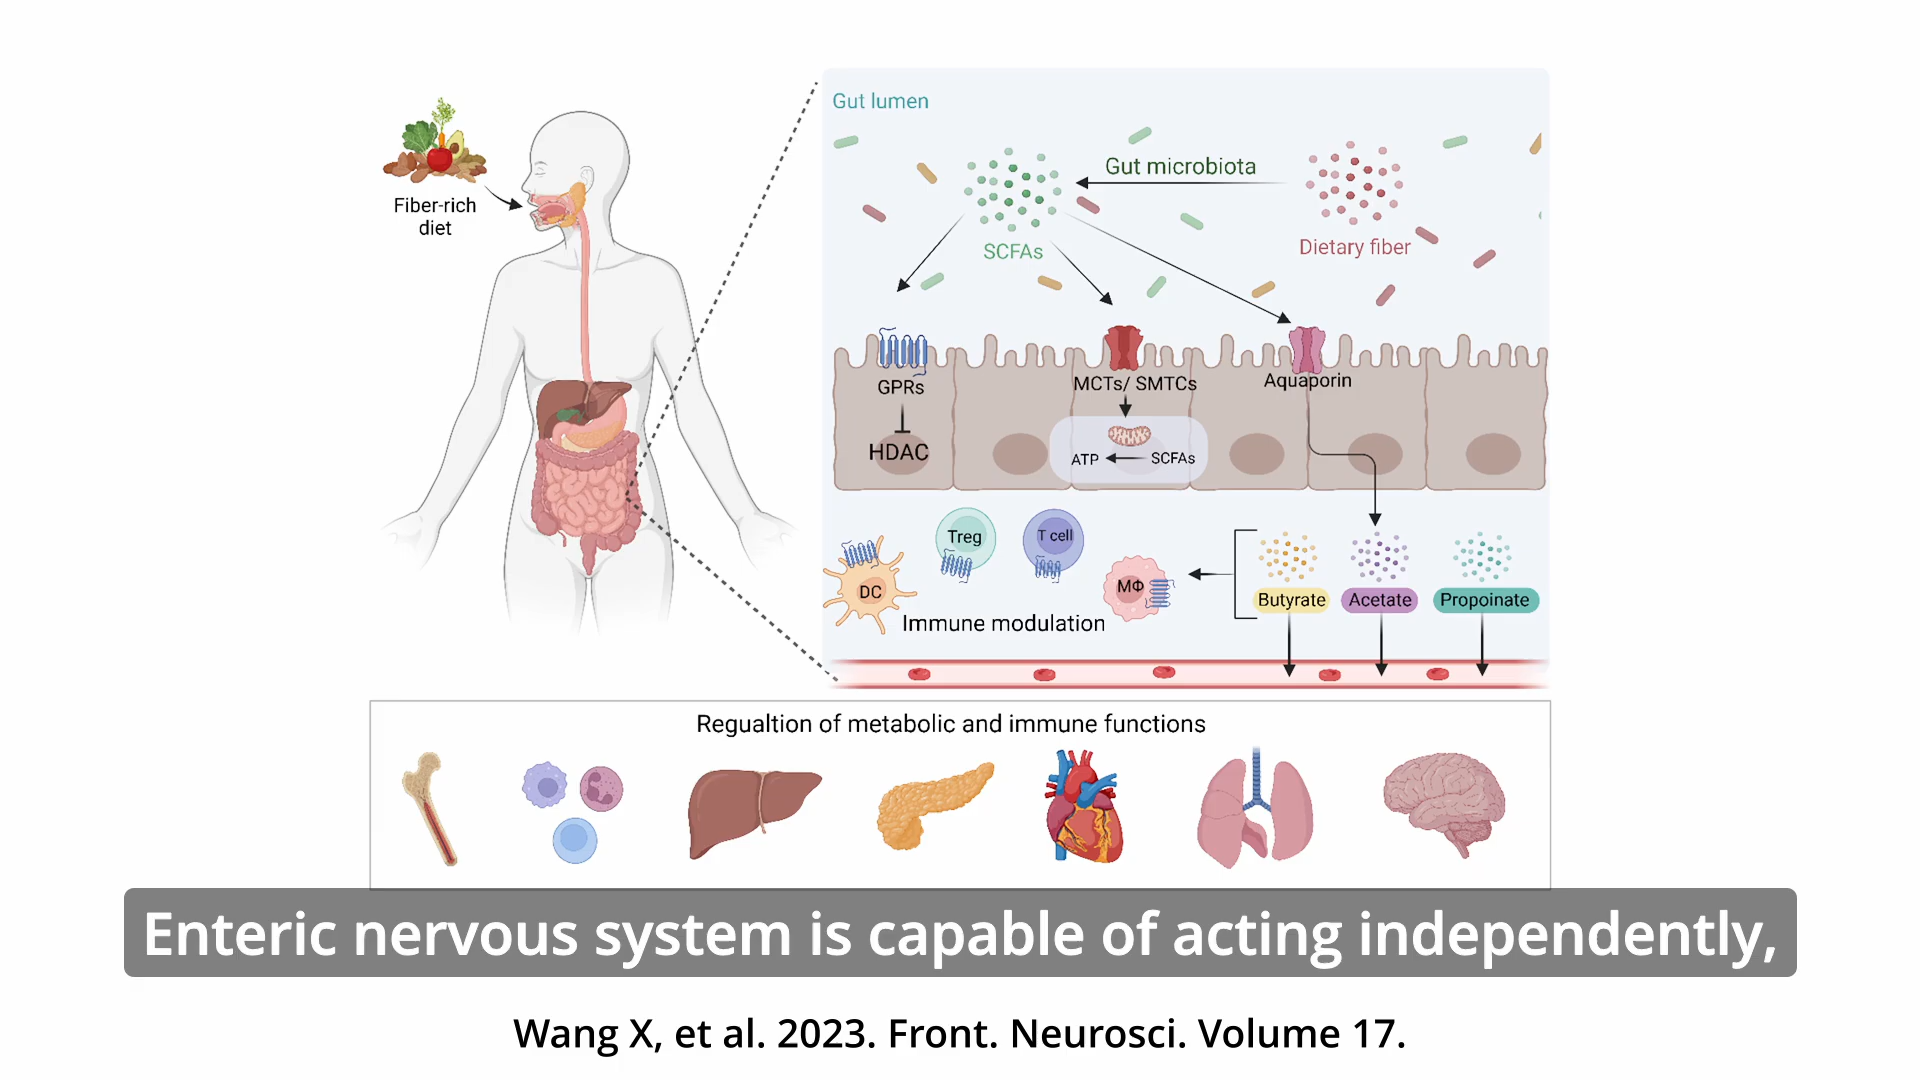 Gut lumen
Fiber-rich
diet
Gut microbiota
SCFAs
Dietary fiber
GPRs
MCTs/ SMTCs
Aquaporin
HDAC
ATP
SCFAs
Treg
T cell
DC
MΦ
Immune modulation
Butyrate
Acetate
Propoinate
Regualtion of metabolic and immune functions
Enteric nervous system is capable of acting independently,
Wang X, et al. 2023. Front. Neurosci. Volume 17.